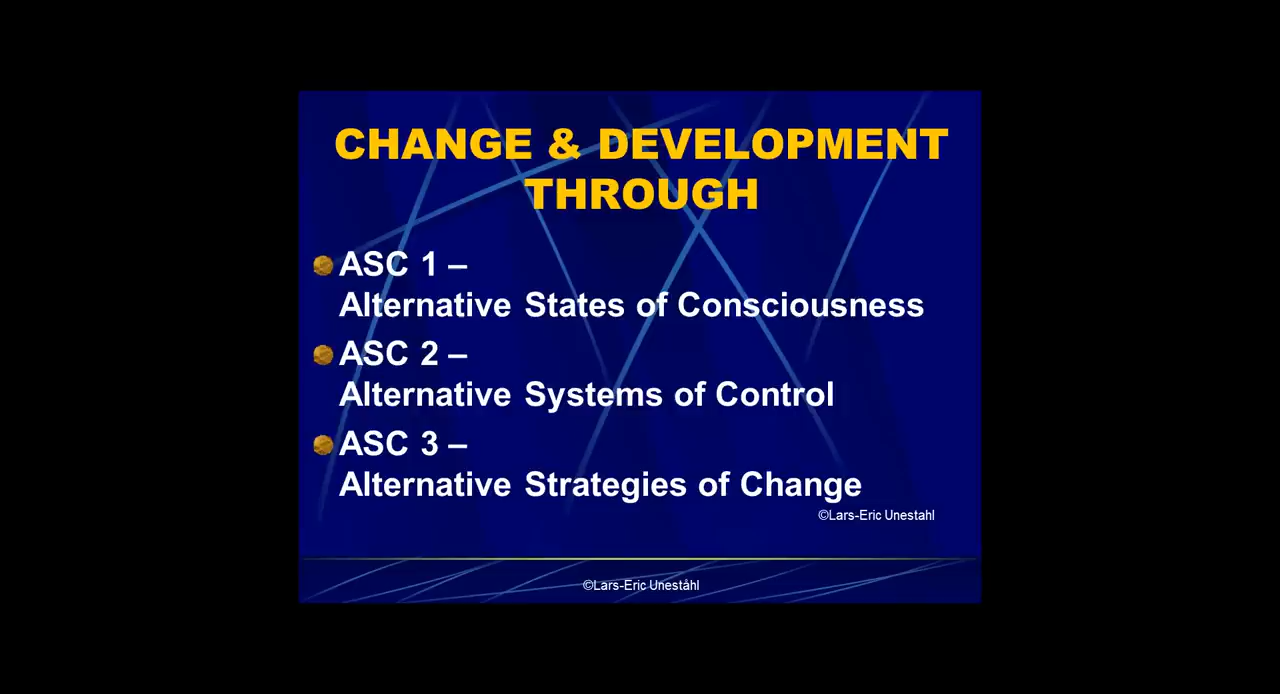 CHANGE & DEVELOPMENT
THROUGH
ASC 1 –
Alternative States of Consciousness
ASC 2 –
Alternative Systems of Control
ASC 3 –
Alternative Strategies of Change
©Lars-Eric Unestahl
©Lars-Eric Uneståhl